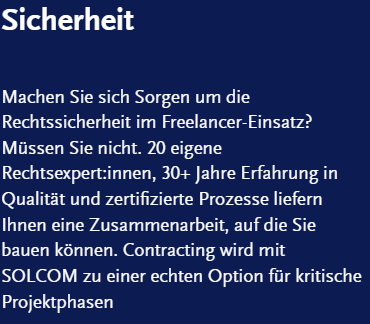 Sicherheit
Machen Sie sich Sorgen um die
Rechtssicherheit im Freelancer-Einsatz?
Müssen Sie nicht. 20 eigene
Rechtsexpert:innen, 30+ Jahre Erfahrung in
Qualität und zertifizierte Prozesse liefern
Ihnen eine Zusammenarbeit, auf die Sie
bauen können. Contracting wird mit
SOLCOM zu einer echten Option für kritische
Projektphasen